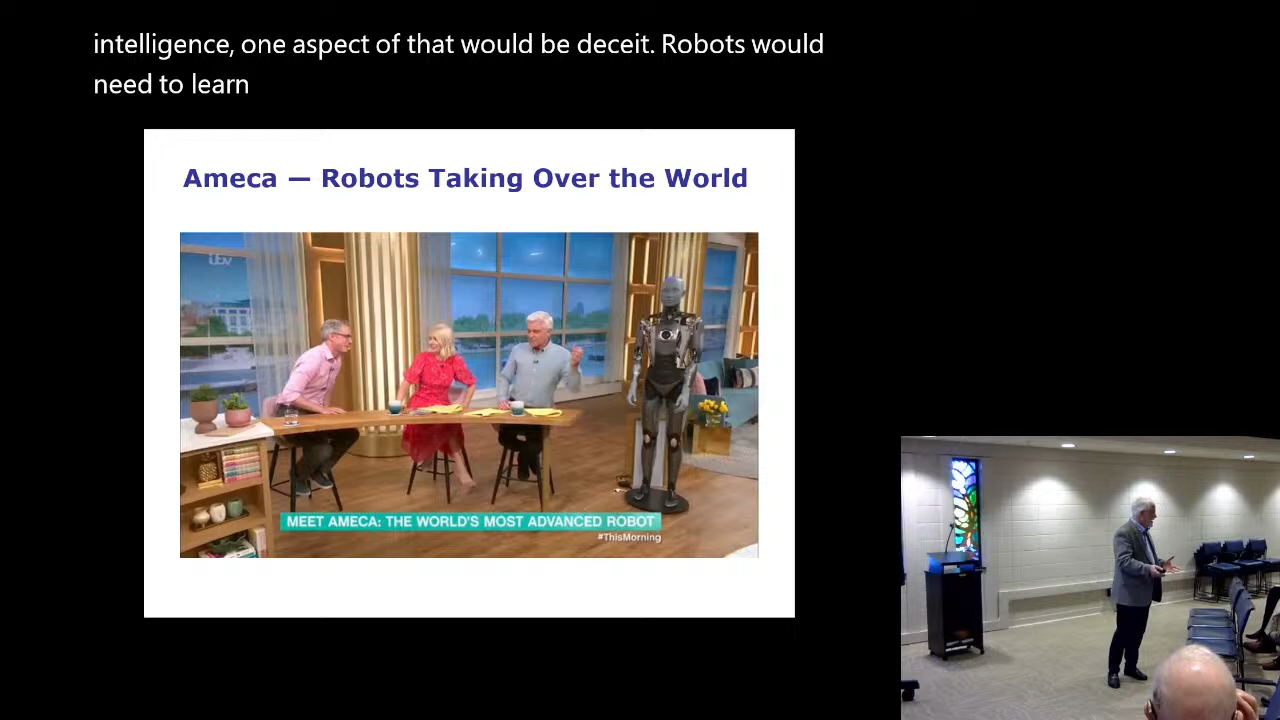 intelligence, one aspect of that would be deceit. Robots would
need to learn
Ameca — Robots Taking Over the World
itv
MEET AMECA: THE WORLD'S MOST ADVANCED ROBOT
#ThisMorning